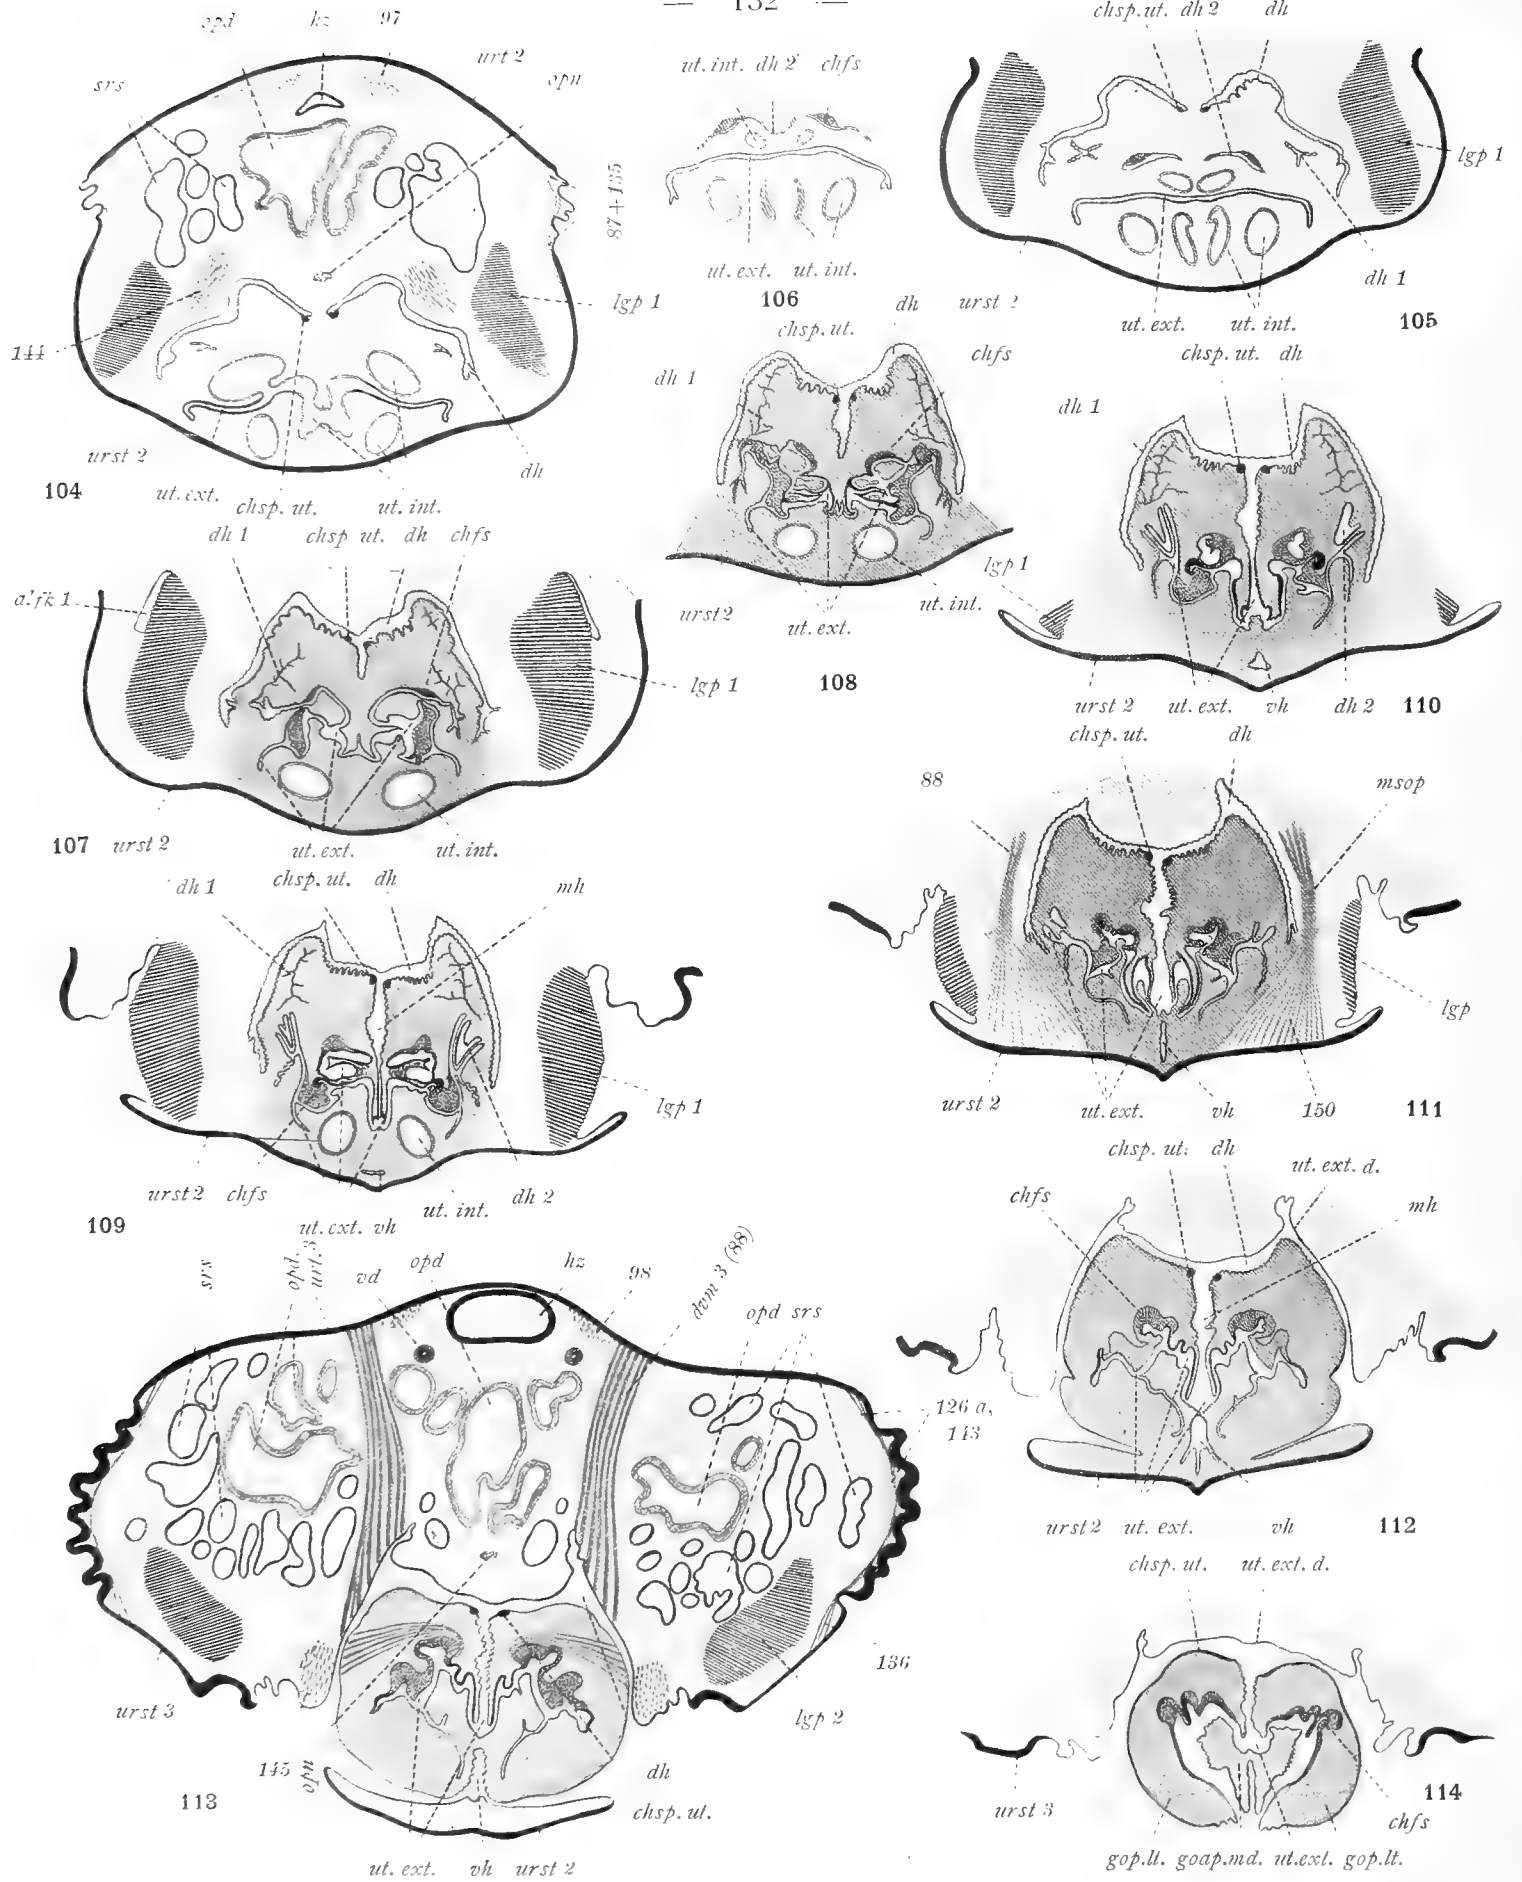 — 132 —
opd hz 97
srs urt 2 opn
87+135
144
lgp 1
urst 2 dh
104
ut. ext. chsp. ut. ut. int.
ut. int. dh 2 chfs
ut. ext. ut. int.
106
chsp. ut. dh 2 dh
lgp 1
dh 1
urst 2
ut. ext. ut. int.
105
dh 1 chsp ut. dh chfs
a!fk 1
lgp 1
107 urst 2
ut. ext. ut. int.
chsp. ut. dh
dh 1 chfs
urst 2 ut. int.
ut. ext.
108
chsp. ut. dh
dh 1
lgp 1
urst 2 ut. ext. vh dh 2 110
dh 1 chsp. ut. dh mh
lgp 1
urst 2 chfs dh 2
ut. int.
109
ut. ext. vh
chsp. ut. dh
88 msop
lgp
urst 2 ut. ext. vh 150 111
chsp. ut. dh
chfs ut. ext. d.
mh
urst 2 ut. ext. vh 112
srs opd. urt. 3 vd opd hz 98 dvm 3 (88)
opd srs
126 a,
143
136
urst 3 lgp 2
145 ufo dh
113 chsp. ut.
ut. ext. vh urst 2
chsp. ut. ut. ext. d.
114
urst 3 chfs
gop.lt. goap.md. ut.ext. gop.lt.